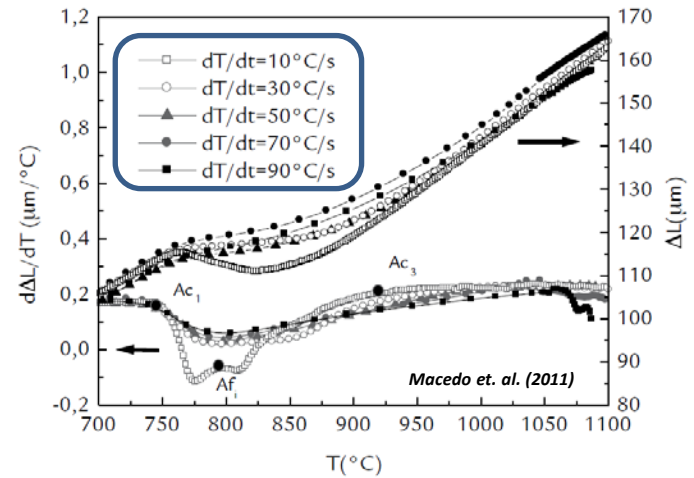 1,2
1,0
0,8
0,6
0,4
0,2
0,0
-0,2
dΔL/dT (μm/°C)
170
160
150
140
130
120
110
100
90
80
ΔL(μm)
dT/dt=10°C/s
dT/dt=30°C/s
dT/dt=50°C/s
dT/dt=70°C/s
dT/dt=90°C/s
Ac1
Ac3
Af
Macedo et. al. (2011)
700 750 800 850 900 950 1000 1050 1100
T(°C)